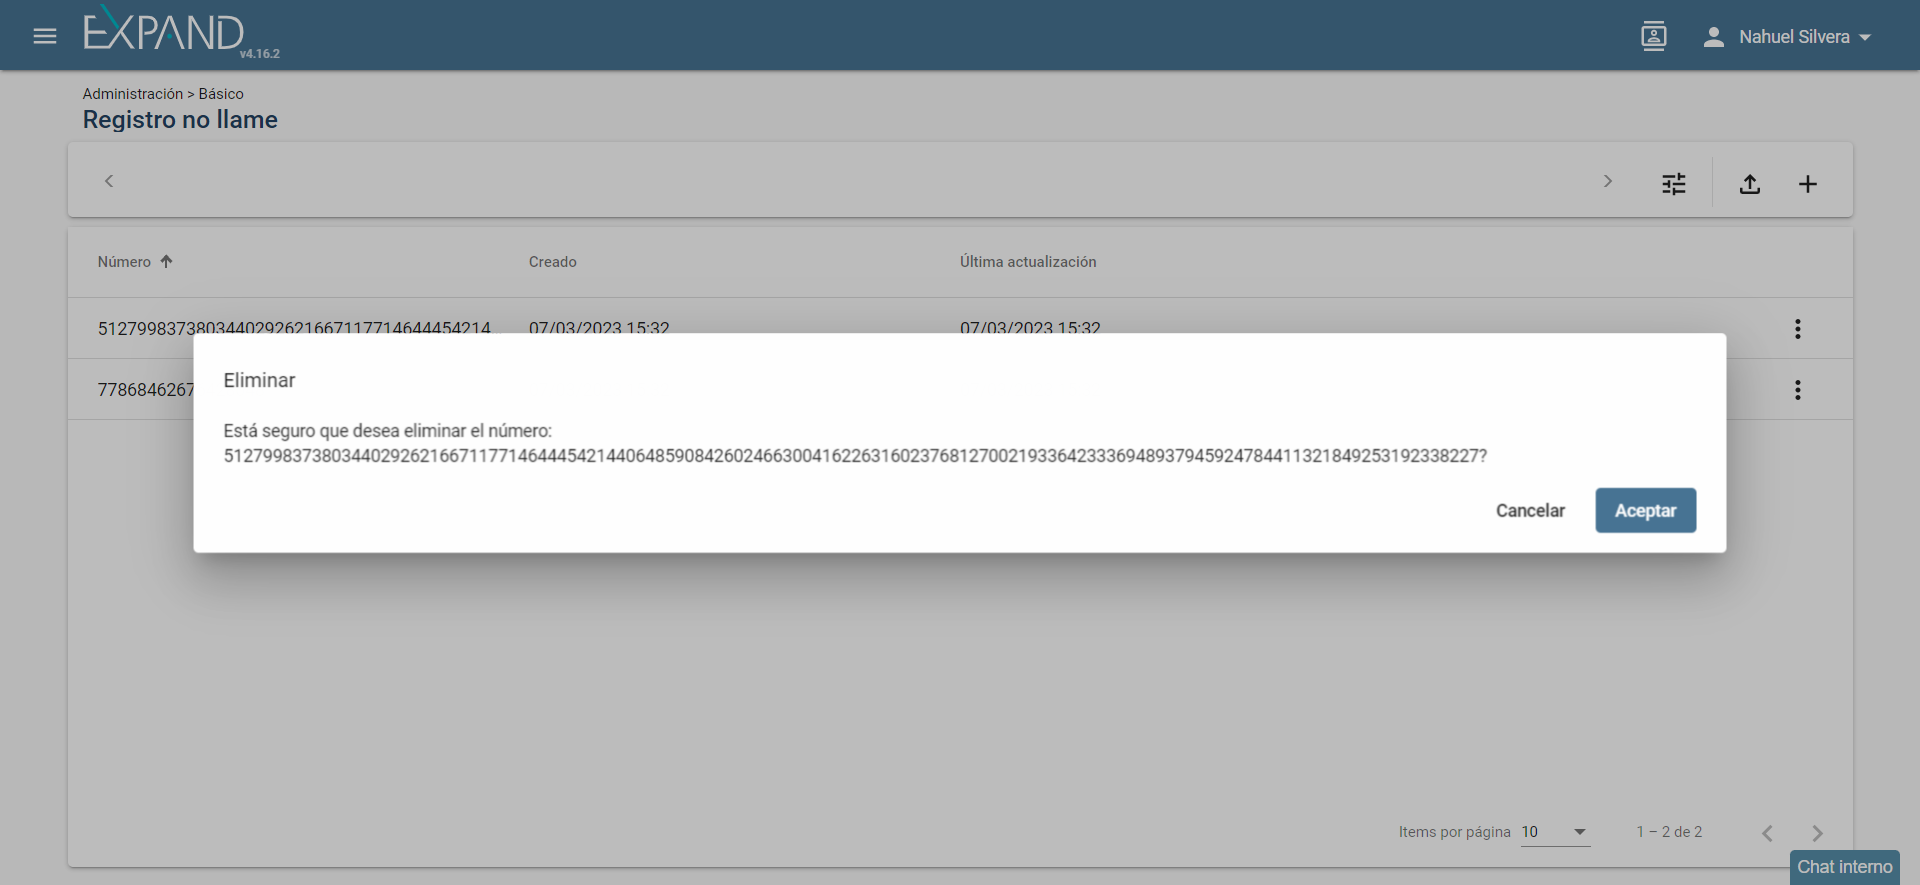 EXPAND
v4.16.2
Nahuel Silvera
Administración > Básico
Registro no llame
Número
Creado
Última actualización
5127998373803440292621667117714644454214...
07/03/2023 15:32
07/03/2023 15:32
7786846267
Eliminar
Está seguro que desea eliminar el número:
5127998373803440292621667117714644454214406485908426024663004162263160237681270021933642333694893794592478441132184925319233822​7?
Cancelar
Aceptar
Items por página
10
1 – 2 de 2
Chat interno